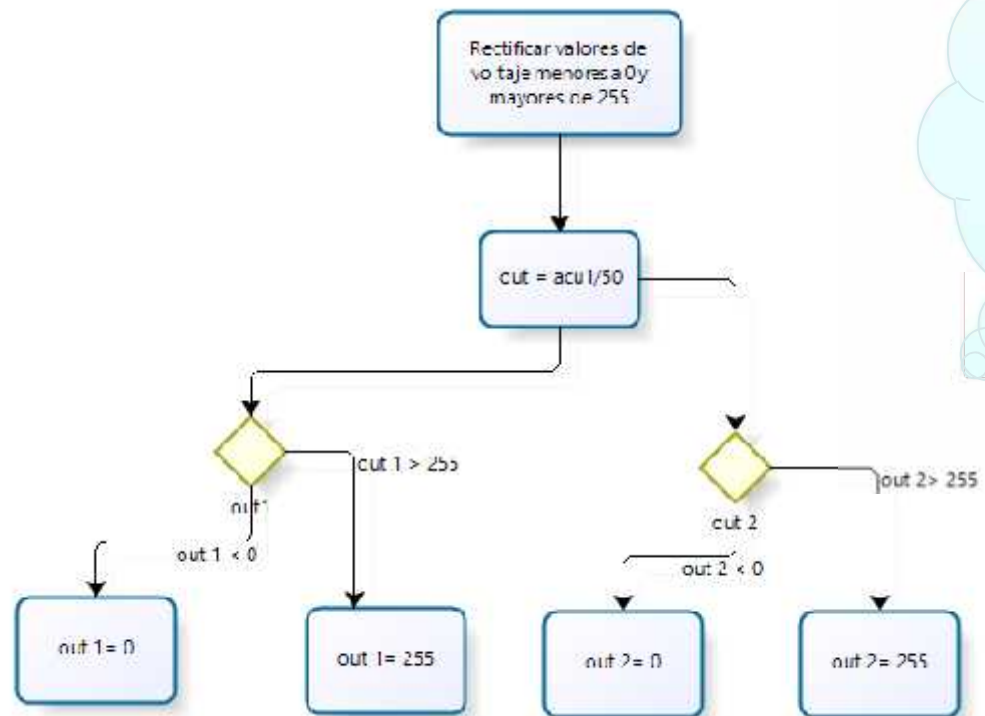 Rectificar valores de
voltaje menores a 0 y
mayores de 255
out = acu1/50
out 1 > 255
out 1
out 1 < 0
out 2 > 255
out 2
out 2 < 0
out 1= 0
out 1= 255
out 2= 0
out 2= 255